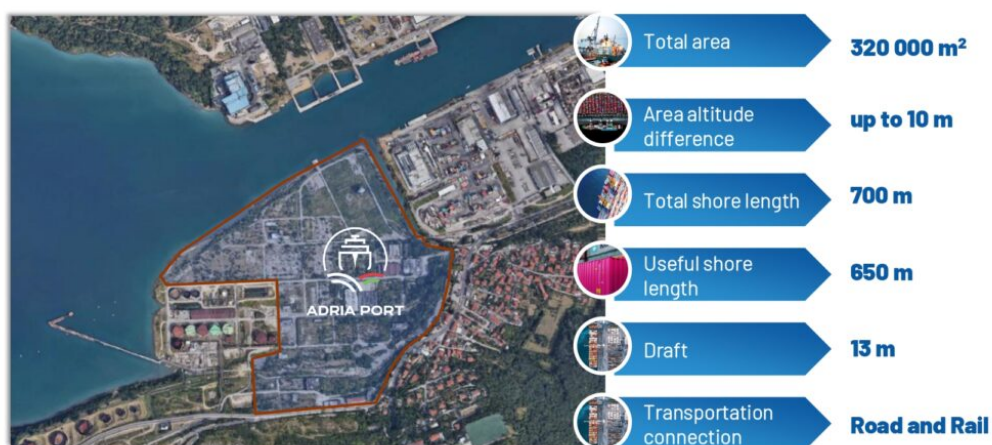 Total area
320 000 m²
Area altitude
difference
up to 10 m
Total shore length
700 m
ADRIA PORT
Useful shore
length
650 m
Draft
13 m
Transportation
connection
Road and Rail